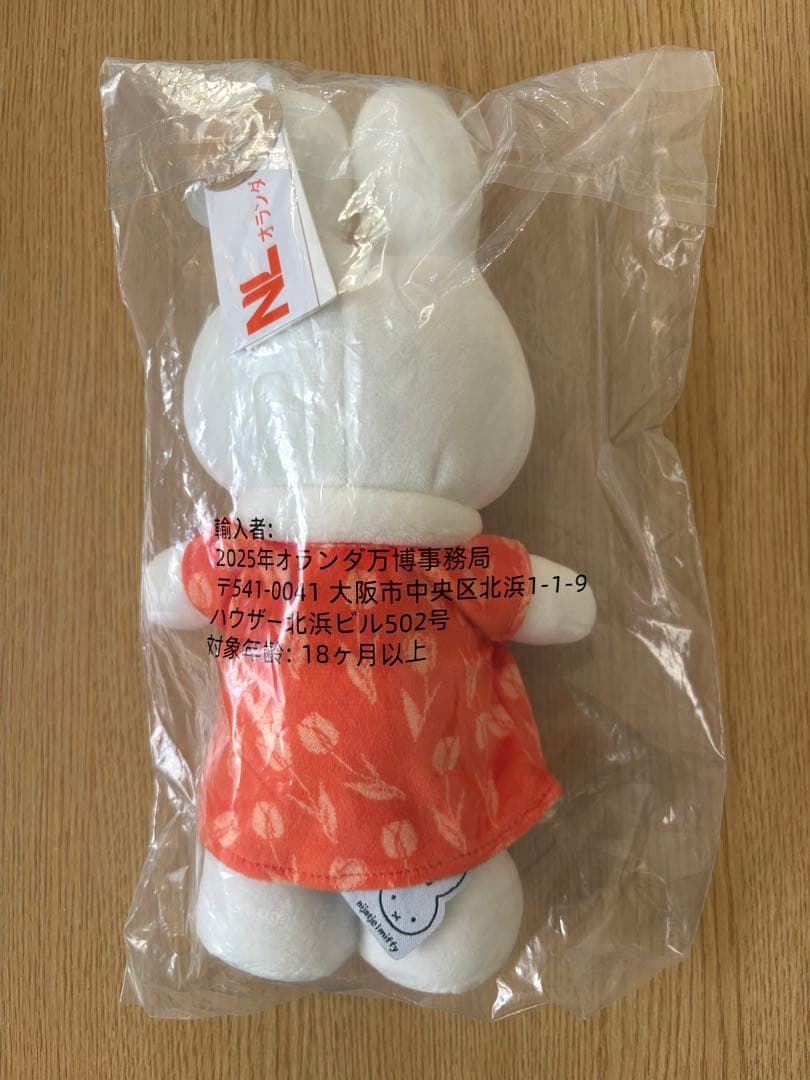 NL オランダ
輸入者:
2025年オランダ万博事務局
〒541-0041 大阪市中央区北浜1-1-9
ハウザー北浜ビル502号
対象年齢: 18ヶ月以上
nijntje|miffy